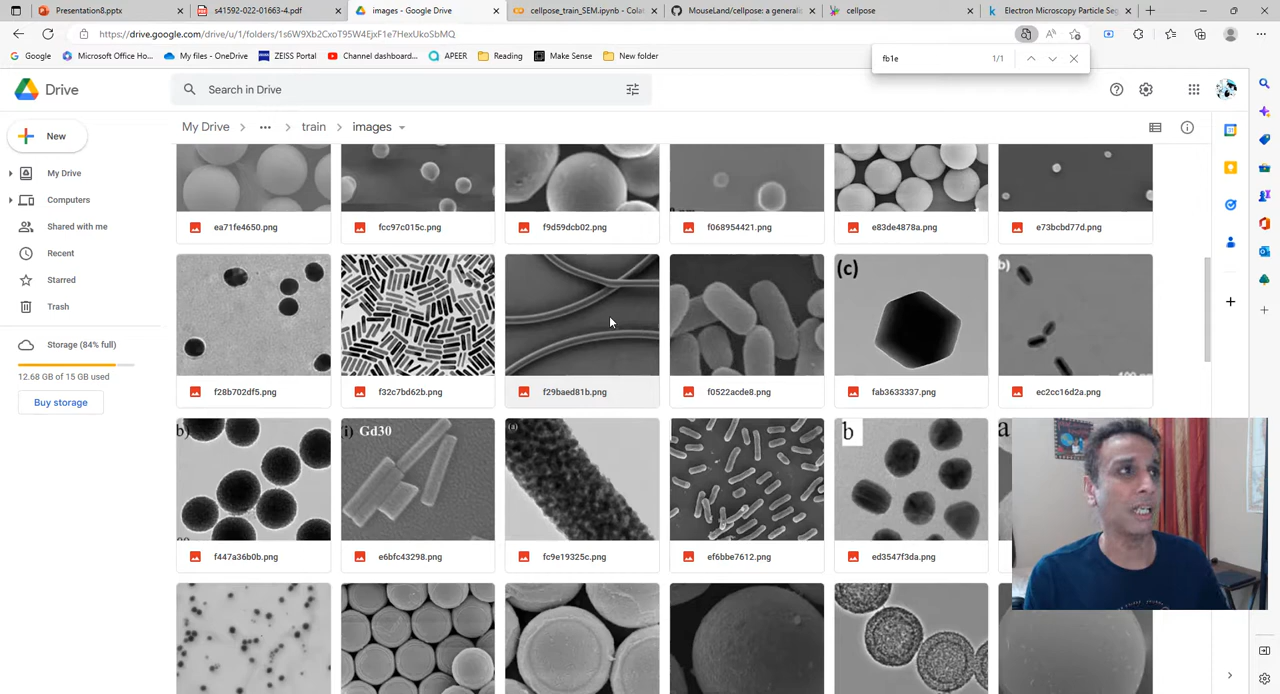 Presentation8.pptx
s41592-022-01663-4.pdf
images - Google Drive
cellpose_train_SEM.ipynb - Colab
MouseLand/cellpose: a generali
cellpose
Electron Microscopy Particle Seg
https://drive.google.com/drive/u/1/folders/1s6W9Xb2CxoT95W4EjxF1e7HexUkoSbMQ
Google
Microsoft Office Ho...
My files - OneDrive
ZEISS Portal
Channel dashboard...
APEER
Reading
Make Sense
New folder
fb1e
1/1
Drive
Search in Drive
New
My Drive
...
train
images
My Drive
Computers
Shared with me
Recent
Starred
Trash
Storage (84% full)
12.68 GB of 15 GB used
Buy storage
ea71fe4650.png
fcc97c015c.png
f9d59dcb02.png
f068954421.png
e83de4878a.png
e73bcbd77d.png
(c)
b)
f28b702df5.png
f32c7bd62b.png
f29baed81b.png
f0522acde8.png
fab3633337.png
ec2cc16d2a.png
b)
(i) Gd30
(a)
b
a
f447a36b0b.png
e6bfc43298.png
fc9e19325c.png
ef6bbe7612.png
ed3547f3da.png